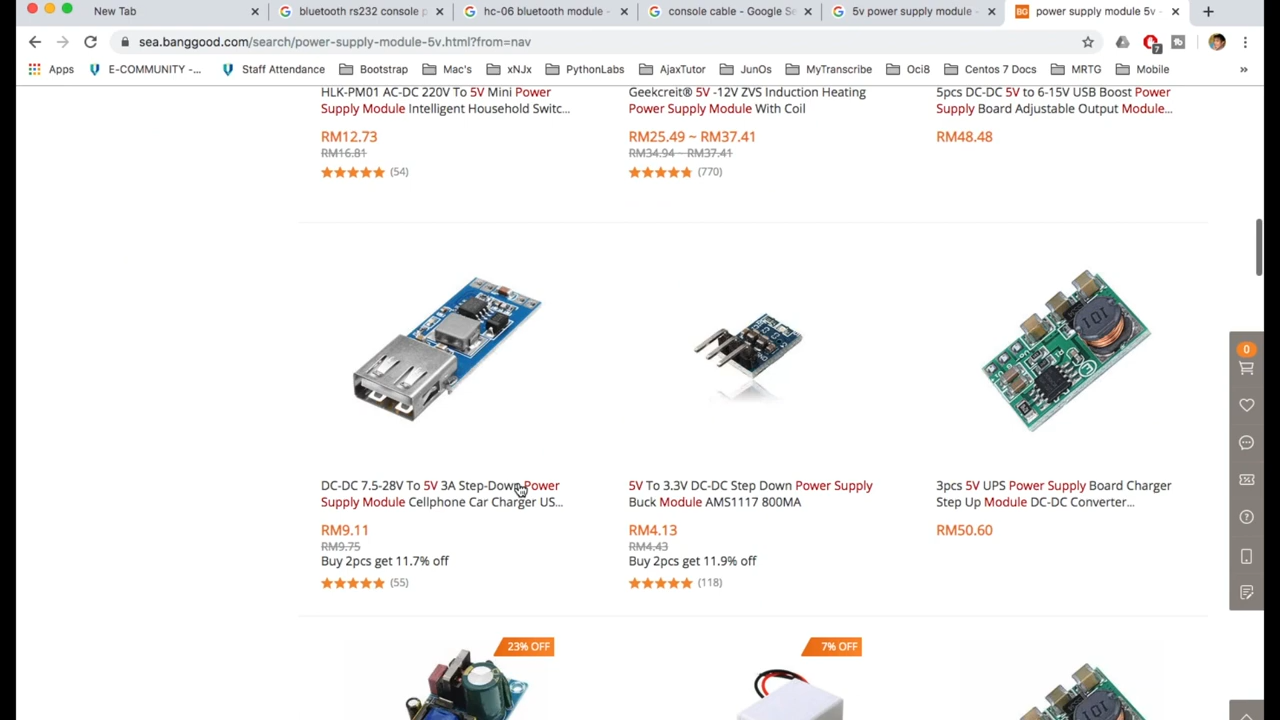 New Tab
bluetooth rs232 console p
hc-06 bluetooth module -
console cable - Google Se
5v power supply module -
BG
power supply module 5v -
sea.banggood.com/search/power-supply-module-5v.html?from=nav
7
Apps
E-COMMUNITY -...
Staff Attendance
Bootstrap
Mac's
xNJx
PythonLabs
AjaxTutor
JunOs
MyTranscribe
Oci8
Centos 7 Docs
MRTG
Mobile
»
HLK-PM01 AC-DC 220V To 5V Mini Power
Supply Module Intelligent Household Switc...
RM12.73
RM16.81
(54)
Geekcreit® 5V -12V ZVS Induction Heating
Power Supply Module With Coil
RM25.49 ~ RM37.41
RM34.94 ~ RM37.41
(770)
5pcs DC-DC 5V to 6-15V USB Boost Power
Supply Board Adjustable Output Module...
RM48.48
101
DC-DC 7.5-28V To 5V 3A Step-Down Power
Supply Module Cellphone Car Charger US...
RM9.11
RM9.75
Buy 2pcs get 11.7% off
(55)
5V To 3.3V DC-DC Step Down Power Supply
Buck Module AMS1117 800MA
RM4.13
RM4.43
Buy 2pcs get 11.9% off
(118)
3pcs 5V UPS Power Supply Board Charger
Step Up Module DC-DC Converter...
RM50.60
0
23% OFF
7% OFF
101